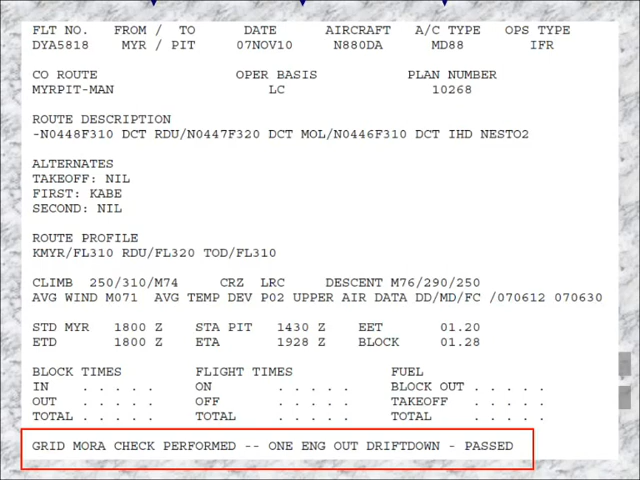 FLT NO. FROM / TO DATE AIRCRAFT A/C TYPE OPS TYPE
DYA5818 MYR / PIT 07NOV10 N880DA MD88 IFR
CO ROUTE OPER BASIS PLAN NUMBER
MYRPIT-MAN LC 10268
ROUTE DESCRIPTION
-N0448F310 DCT RDU/N0447F320 DCT MOL/N0446F310 DCT IHD NESTO2
ALTERNATES
TAKEOFF: NIL
FIRST: KABE
SECOND: NIL
ROUTE PROFILE
KMYR/FL310 RDU/FL320 TOD/FL310
CLIMB 250/310/M74 CRZ LRC DESCENT M76/290/250
AVG WIND M071 AVG TEMP DEV P02 UPPER AIR DATA DD/MD/FC /070612 070630
STD MYR 1800 Z STA PIT 1430 Z EET 01.20
ETD 1800 Z ETA 1928 Z BLOCK 01.28
BLOCK TIMES FLIGHT TIMES FUEL
IN . . . . . ON . . . . . BLOCK OUT . . . . .
OUT . . . . . OFF . . . . . TAKEOFF . . . . .
TOTAL . . . . . TOTAL . . . . . TOTAL . . . . .
GRID MORA CHECK PERFORMED -- ONE ENG OUT DRIFTDOWN - PASSED